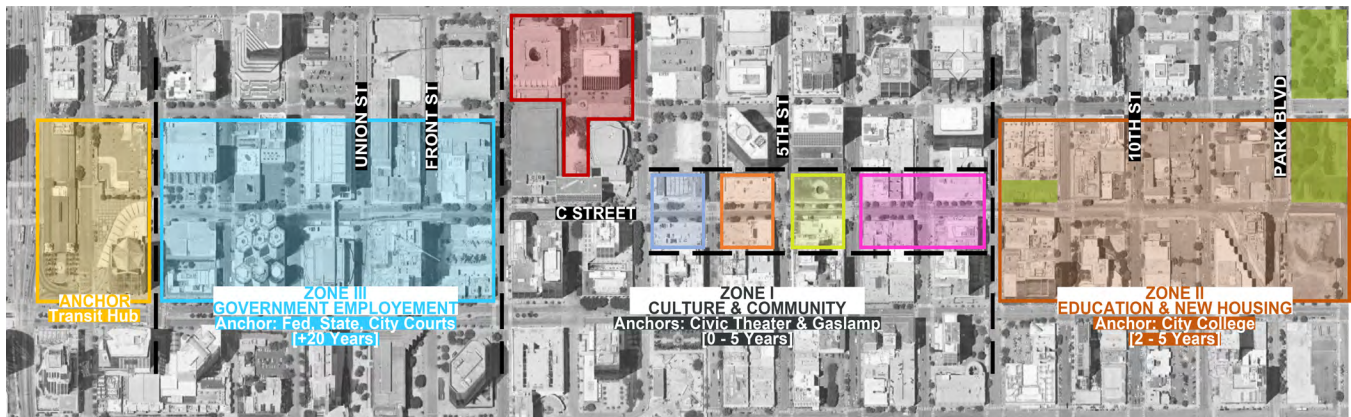 UNION ST
FRONT ST
5TH ST
10TH ST
PARK BLVD
C STREET
ANCHOR
Transit Hub
ZONE III
GOVERNMENT EMPLOYEMENT
Anchor: Fed, State, City Courts
[+20 Years]
ZONE I
CULTURE & COMMUNITY
Anchors: Civic Theater & Gaslamp
[0 - 5 Years]
ZONE II
EDUCATION & NEW HOUSING
Anchor: City College
[2 - 5 Years]